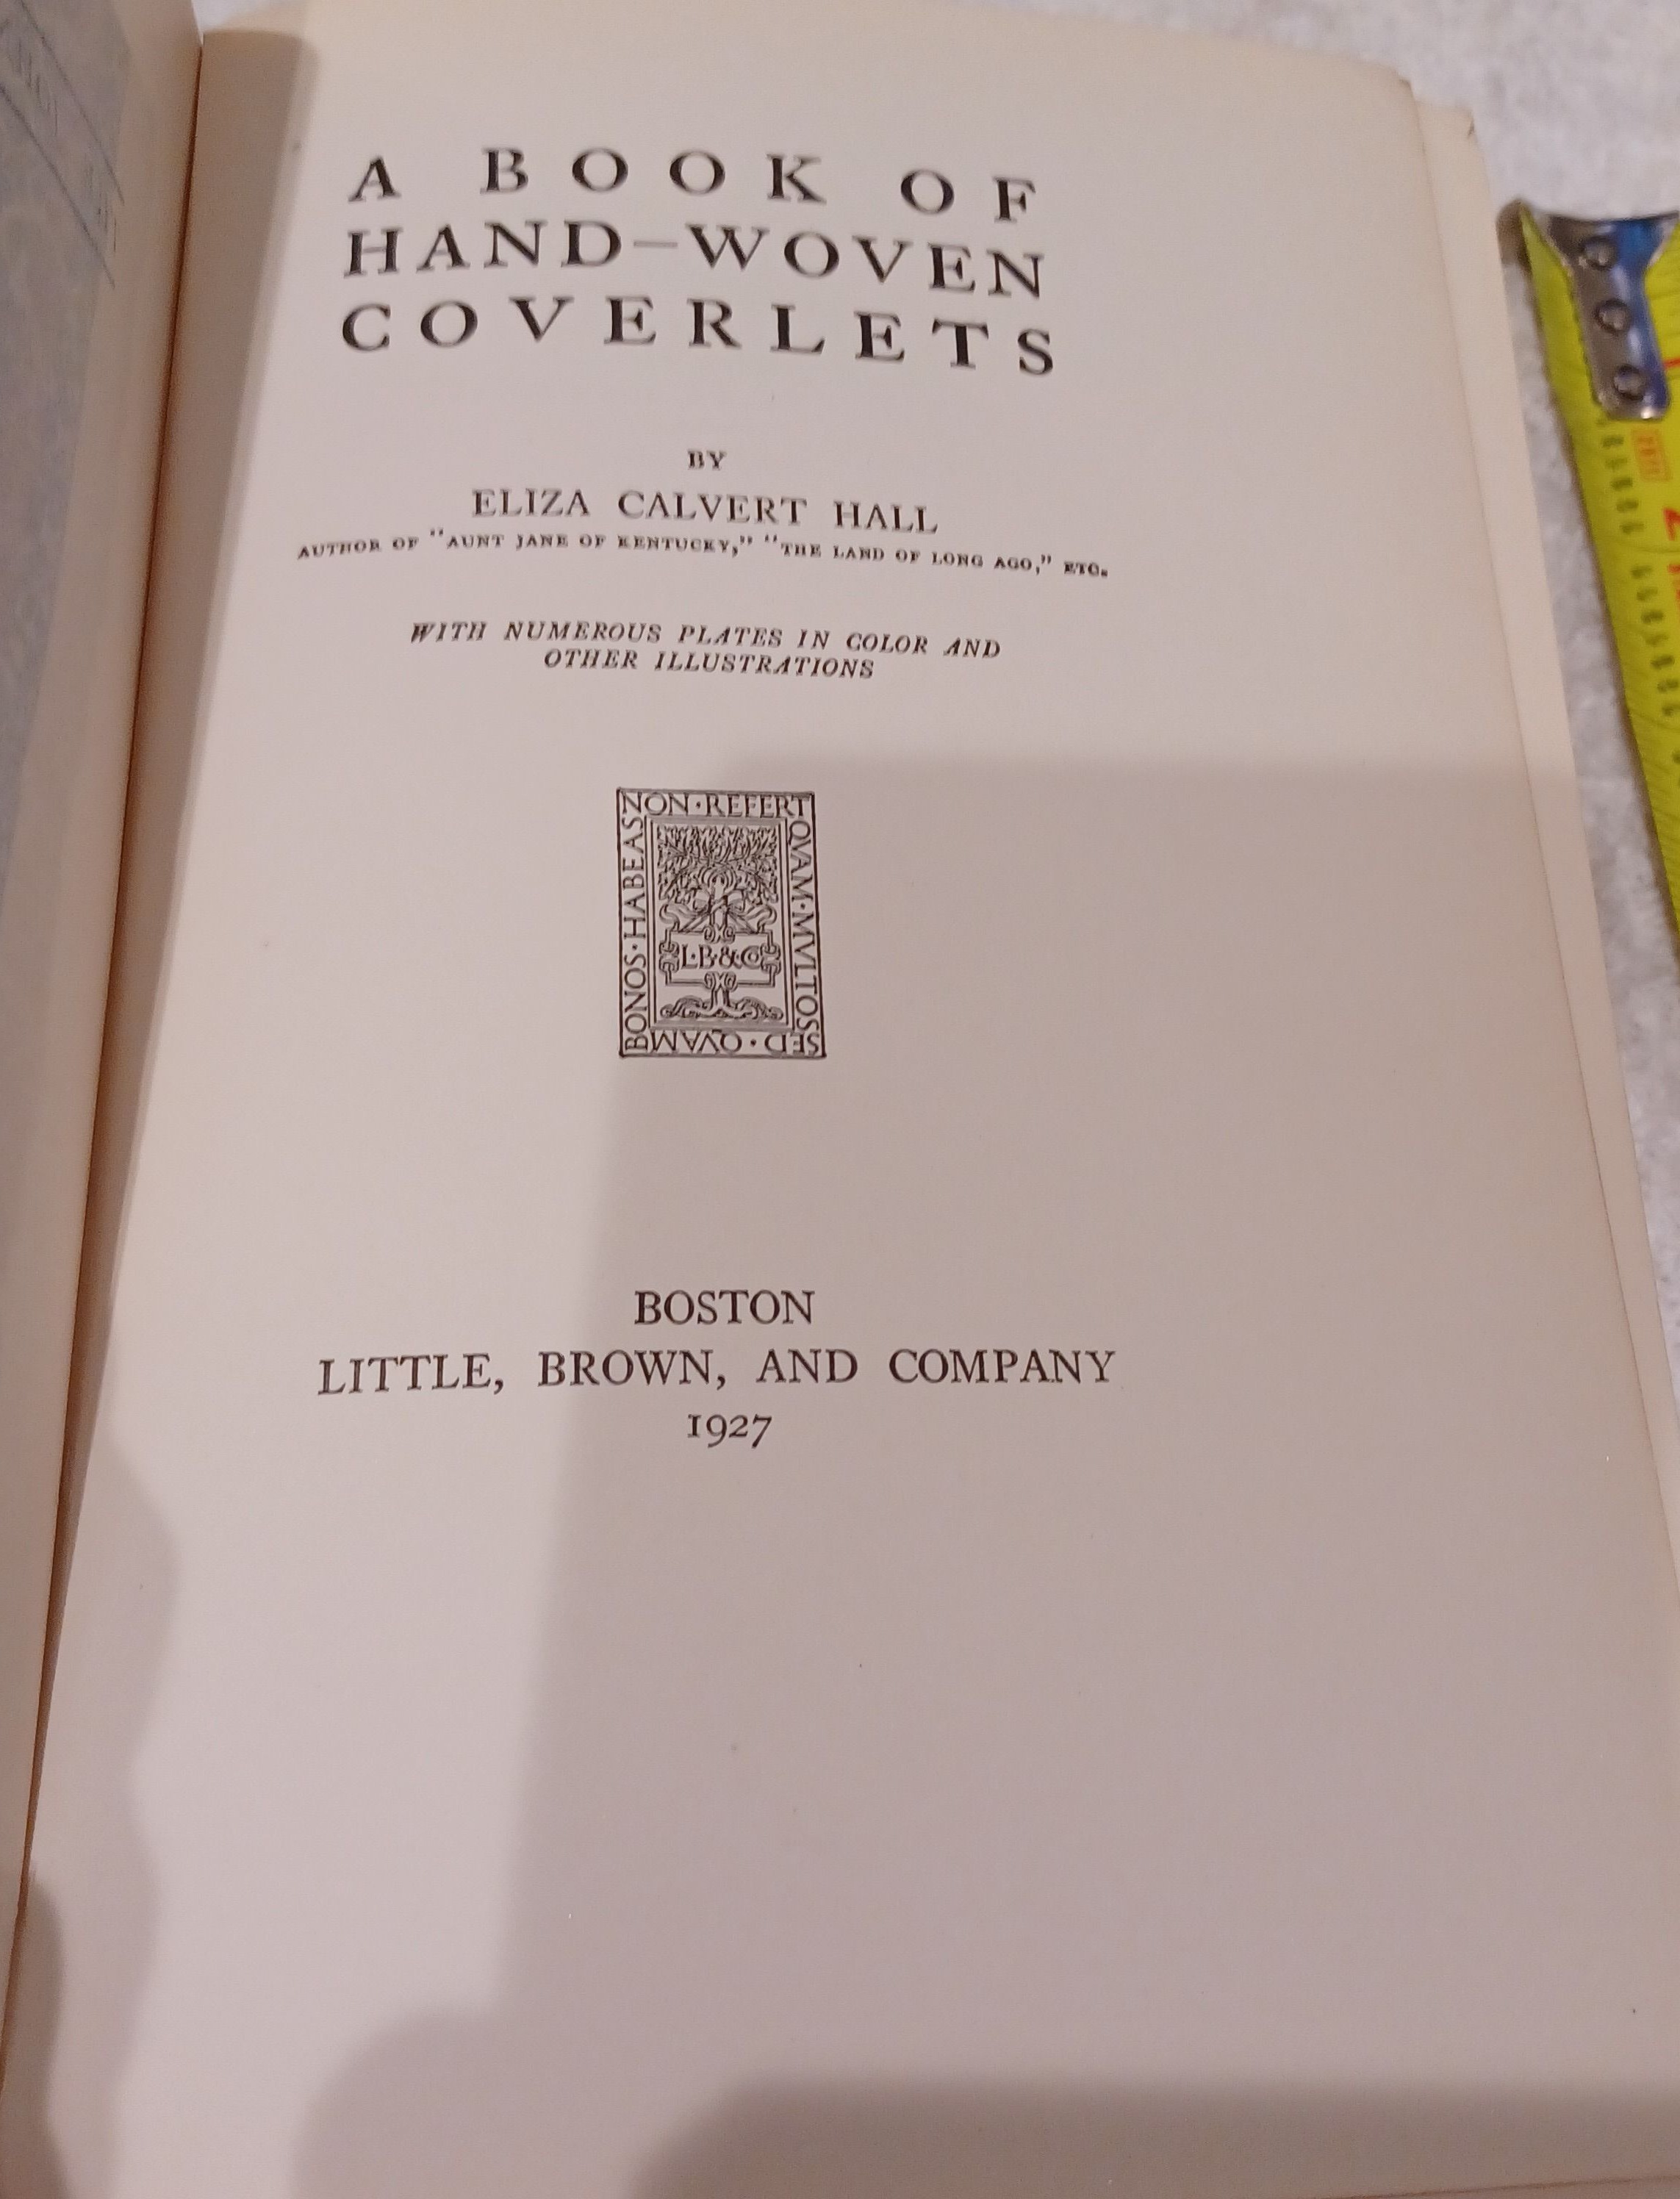 A BOOK OF
HAND-WOVEN
COVERLETS
BY
ELIZA CALVERT HALL
AUTHOR OF "AUNT JANE OF KENTUCKY," "THE LAND OF LONG AGO," ETC.
WITH NUMEROUS PLATES IN COLOR AND
OTHER ILLUSTRATIONS
NON·REFERT
QVAM·MVLTOS
SED·QVAM
BONOS·HABEAS
L·B·&Co
BOSTON
LITTLE, BROWN, AND COMPANY
1927
2